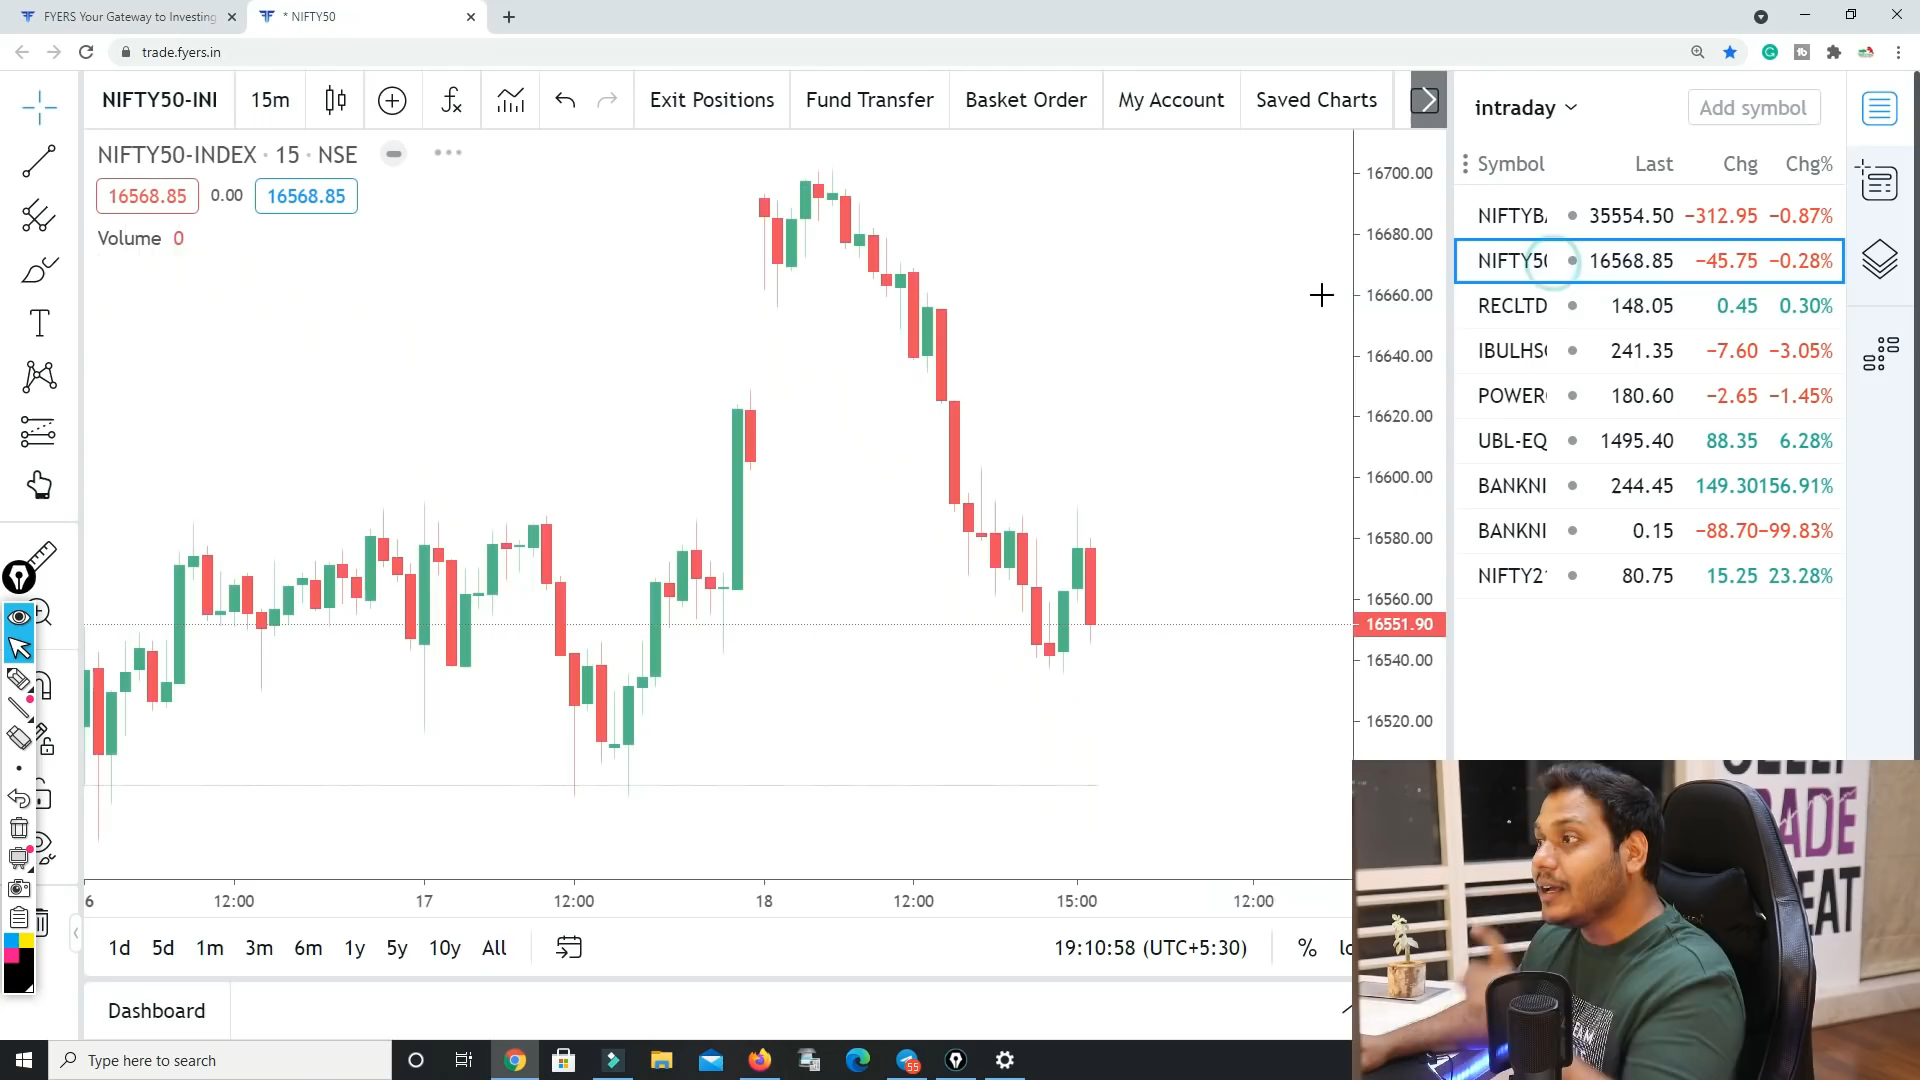 FYERS Your Gateway to Investing
* NIFTY50
trade.fyers.in
NIFTY50-INI
15m
Exit Positions
Fund Transfer
Basket Order
My Account
Saved Charts
intraday
Add symbol
NIFTY50-INDEX · 15 · NSE
16568.85 0.00 16568.85
Volume 0
Symbol Last Chg Chg%
NIFTYB 35554.50 −312.95 −0.87%
NIFTY50 16568.85 −45.75 −0.28%
RECLTD 148.05 0.45 0.30%
IBULHS 241.35 −7.60 −3.05%
POWER 180.60 −2.65 −1.45%
UBL-EQ 1495.40 88.35 6.28%
BANKNI 244.45 149.30 156.91%
BANKNI 0.15 −88.70 −99.83%
NIFTY2 80.75 15.25 23.28%
16700.00
16680.00
16660.00
16640.00
16620.00
16600.00
16580.00
16560.00
16551.90
16540.00
16520.00
6 12:00 17 12:00 18 12:00 15:00 12:00
1d 5d 1m 3m 6m 1y 5y 10y All
19:10:58 (UTC+5:30) %
Dashboard
Type here to search
55